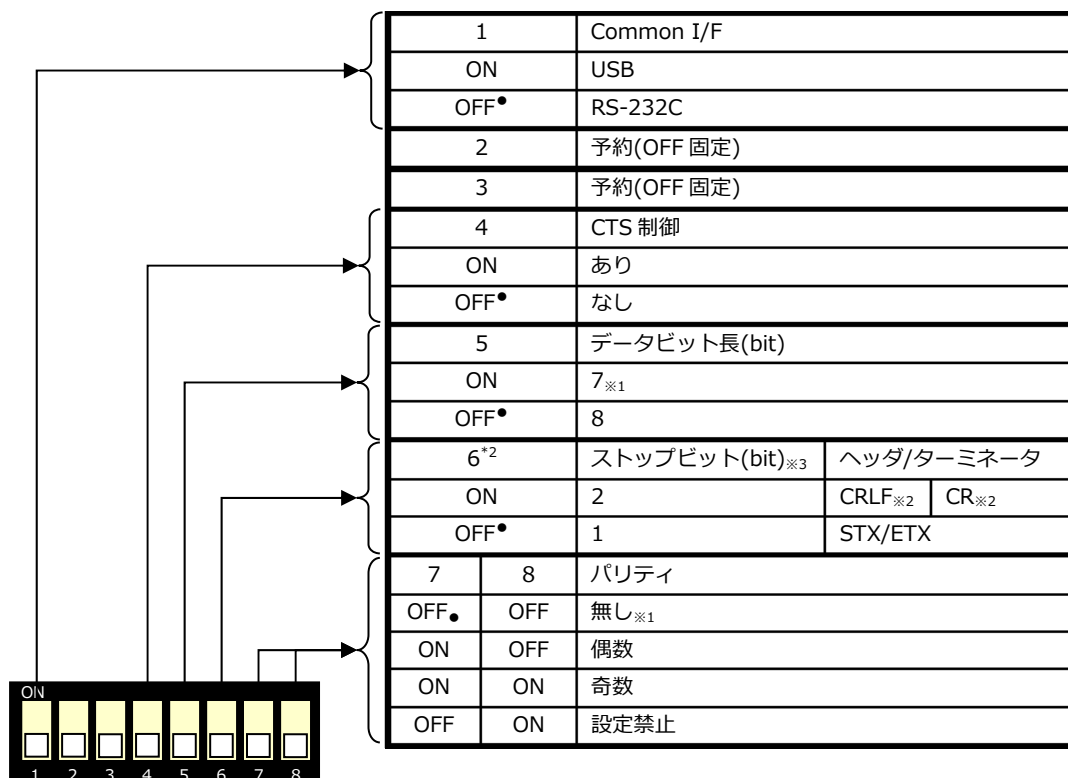 1 Common I/F
ON USB
OFF● RS-232C
2 予約(OFF 固定)
3 予約(OFF 固定)
4 CTS 制御
ON あり
OFF● なし
5 データビット長(bit)
ON 7※1
OFF● 8
6*2 ストップビット(bit)※3 ヘッダ/ターミネータ
ON 2 CRLF※2 CR※2
OFF● 1 STX/ETX
7 8 パリティ
OFF● OFF 無し※1
ON OFF 偶数
ON ON 奇数
OFF ON 設定禁止
ON
1 2 3 4 5 6 7 8